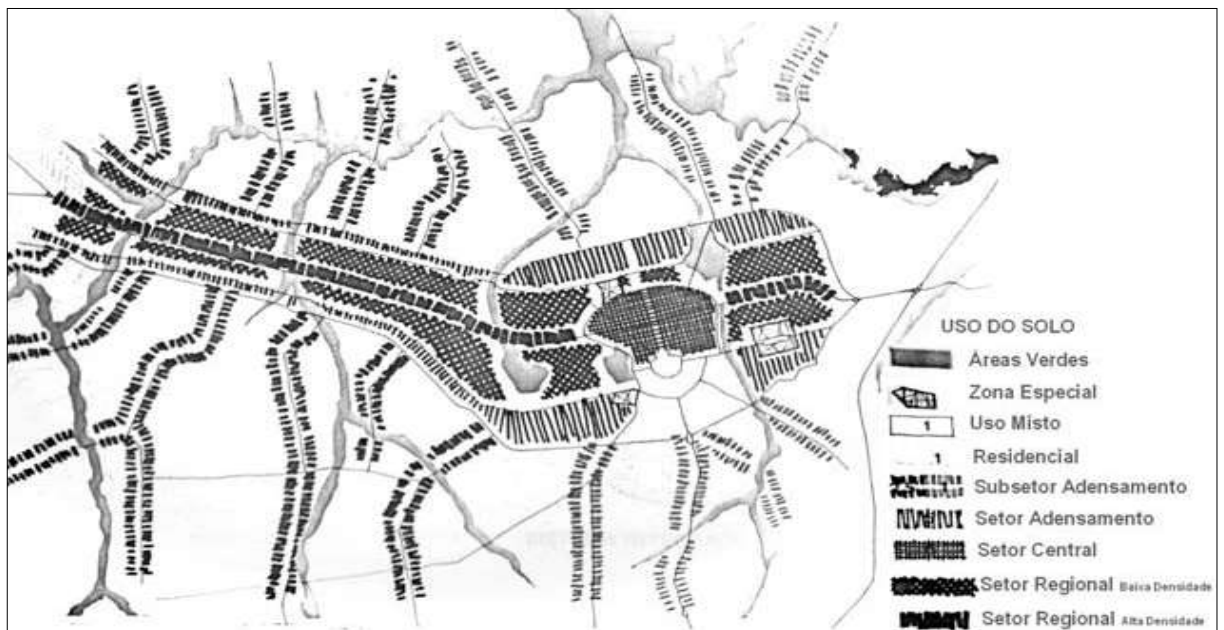 USO DO SOLO
Áreas Verdes
Zona Especial
1 Uso Misto
1 Residencial
Subsetor Adensamento
Setor Adensamento
Setor Central
Setor Regional Baixa Densidade
Setor Regional Alta Densidade